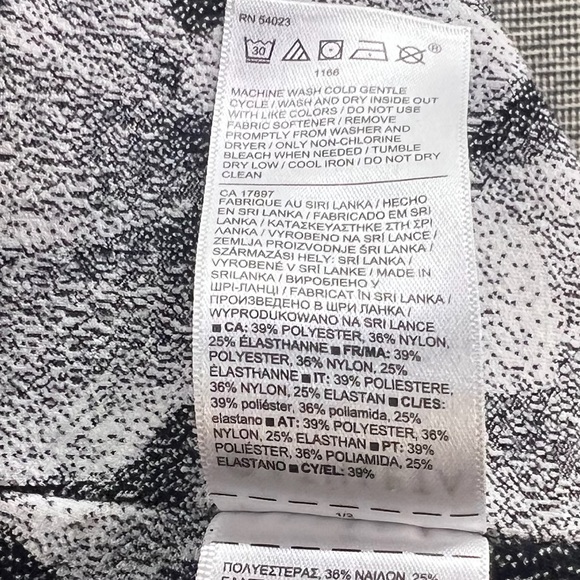 RN 54023
30
®
1166
MACHINE WASH COLD GENTLE
CYCLE / WASH AND DRY INSIDE OUT
WITH LIKE COLORS / DO NOT USE
FABRIC SOFTENER / REMOVE
PROMPTLY FROM WASHER AND
DRYER / ONLY NON-CHLORINE
BLEACH WHEN NEEDED / TUMBLE
DRY LOW / COOL IRON / DO NOT DRY
CLEAN
CA 17897
FABRIQUE AU SIRI LANKA / HECHO
EN SRI LANKA / FABRICADO EM SRI
LANKA / ΚΑΤΑΣΚΕΥΑΣΤΗΚΕ ΣΤΗ ΣΡΙ
ΛΑΝΚΑ / VYROBENO NA SRÍ LANCE /
ZEMLJA PROIZVODNJE ŠRI LANKA /
SZÁRMAZÁSI HELY: SRÍ LANKA /
VYROBENÉ V SRÍ LANKE / MADE IN
SRILANKA / ВИРОБЛЕНО У
ШРІ-ЛАНЦІ / FABRICAT ÎN SRI LANKA /
ПРОИЗВЕДЕНО В ШРИ ЛАНКА /
WYPRODUKOWANO NA SRI LANCE
■ CA: 39% POLYESTER, 36% NYLON,
25% ÉLASTHANNE ■ FR/MA: 39%
POLYESTER, 36% NYLON, 25%
ÉLASTHANNE ■ IT: 39% POLIESTERE,
36% NYLON, 25% ELASTAN ■ CL/ES:
39% poliéster, 36% poliamida, 25%
elastano ■ AT: 39% POLYESTER, 36%
NYLON, 25% ELASTHAN ■ PT: 39%
POLIÉSTER, 36% POLIAMIDA, 25%
ELASTANO ■ CY/EL: 39%
1/2
ΠΟΛΥΕΣΤΕΡΑΣ, 36% ΝΑΙΛΟΝ, 25%